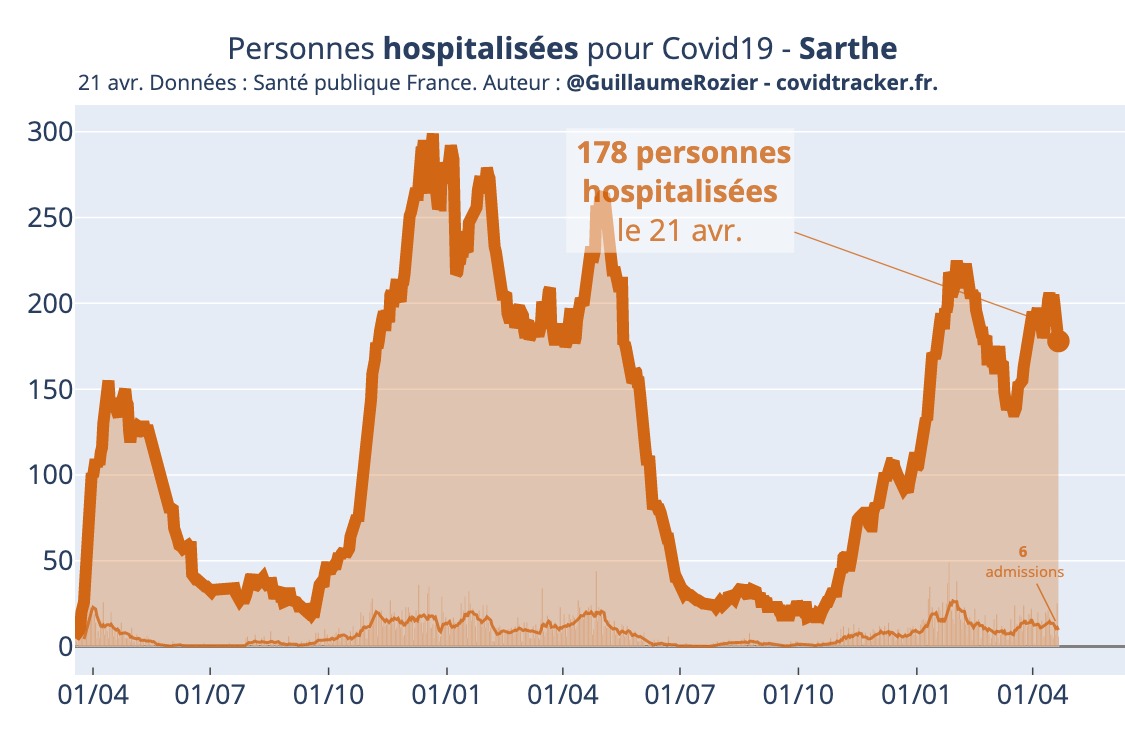 Personnes hospitalisées pour Covid19 - Sarthe
21 avr. Données : Santé publique France. Auteur : @GuillaumeRozier - covidtracker.fr.
300
250
200
150
100
50
0
178 personnes
hospitalisées
le 21 avr.
6
admissions
01/04 01/07 01/10 01/01 01/04 01/07 01/10 01/01 01/04